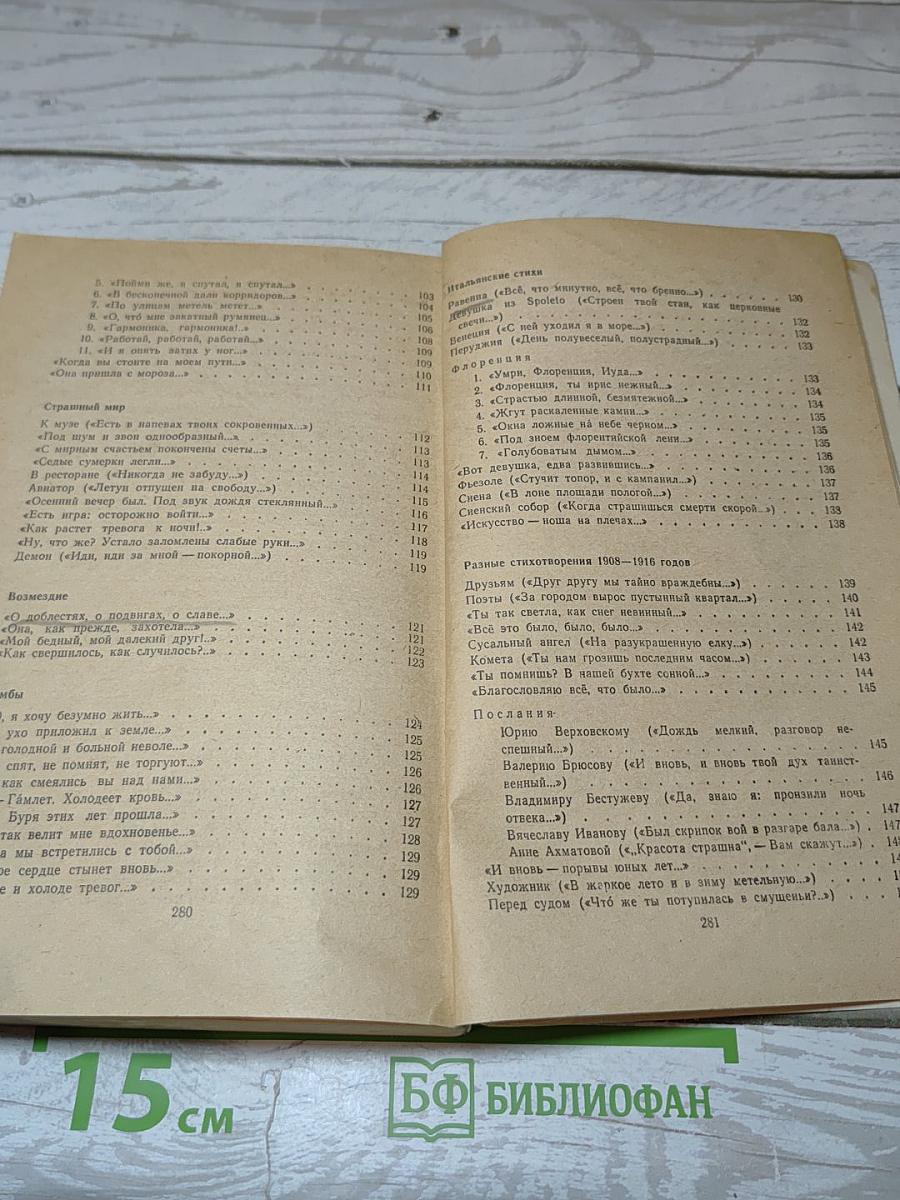 5. «Пойми же, я спутал, я спутал...» 103
6. «В бесконечной дали корридоров...» 104
7. «По улицам метель метет...» 105
8. «О, что мне закатный румянец...» 106
9. «Гармоника, гармоника!..» 108
10. «Работай, работай, работай...» 109
11. «И я опять затих у ног...» 109
«Когда вы стоите на моем пути...» 110
«Она пришла с мороза...» 111
Страшный мир
К музе («Есть в напевах твоих сокровенных...») 112
«Под шум и звон однообразный...» 113
«С мирным счастьем покончены счеты...» 113
«Седые сумерки легли...» 114
В ресторане («Никогда не забуду...») 114
Авиатор («Летун отпущен на свободу...») 115
«Осенний вечер был. Под звук дождя стеклянный...» 116
«Есть игра: осторожно войти...» 117
«Как растет тревога к ночи!..» 118
«Ну, что же? Устало заломлены слабые руки...» 119
Демон («Иди, иди за мной — покорной...») 119
Возмездие
«О доблестях, о подвигах, о славе...» 121
«Она, как прежде, захотела...» 121
«Мой бедный, мой далекий друг!..» 122
«Как свершилось, как случилось?..» 123
мбы
, я хочу безумно жить...» 124
ухо приложил к земле...» 125
голодной и больной неволе...» 125
спят, не помнят, не торгуют...» 126
как смеялись вы над нами...» 126
— Га́млет. Холодеет кровь...» 127
Буря этих лет прошла...» 127
так велит мне вдохновенье...» 128
а мы встретились с тобой...» 129
ое сердце стынет вновь...» 129
е и холоде тревог...» 129
280
Итальянские стихи
Равенна («Всё, что минутно, всё, что бренно...») 130
Девушка из Spoleto («Строен твой стан, как церковные
свечи...») 132
Венеция («С ней уходил я в море...») 132
Перуджия («День полувеселый, полустрадный...») 133
Флоренция
1. «Умри, Флоренция, Иуда...» 133
2. «Флоренция, ты ирис нежный...» 134
3. «Страстью длинной, безмятежной...» 134
4. «Жгут раскаленные камни...» 135
5. «Окна ложные на́ небе черном...» 135
6. «Под зноем флорентийской лени...» 135
7. «Голубоватым дымом...» 136
«Вот девушка, едва развившись...» 136
Фьезоле («Стучит топор, и с кампанил...») 137
Сиена («В лоне площади пологой...») 137
Сиенский собор («Когда страшишься смерти скорой...») 138
«Искусство — ноша на плечах...» 138
Разные стихотворения 1908—1916 годов
Друзьям («Друг другу мы тайно враждебны...») 139
Поэты («За городом вырос пустынный квартал...») 140
«Ты так светла, как снег невинный...» 141
«Всё это было, было, было...» 142
Сусальный ангел («На разукрашенную елку...») 142
Комета («Ты нам грозишь последним часом...») 143
«Ты помнишь? В нашей бухте сонной...» 144
«Благословляю всё, что было...» 145
Послания
Юрию Верховскому («Дождь мелкий, разговор не-
спешный...») 145
Валерию Брюсову («И вновь, и вновь твой дух таинст-
венный...») 146
Владимиру Бестужеву («Да, знаю я: пронзили ночь
отвека...») 147
Вячеславу Иванову («Был скрипок вой в разгаре бала...») 147
Анне Ахматовой («„Красота страшна“, — Вам скажут...»)
«И вновь — порывы юных лет...»
Художник («В жаркое лето и в зиму метельную...»)
Перед судом («Что́ же ты потупилась в смущеньи?..»)
281
15 см
БФ БИБЛИОФАН